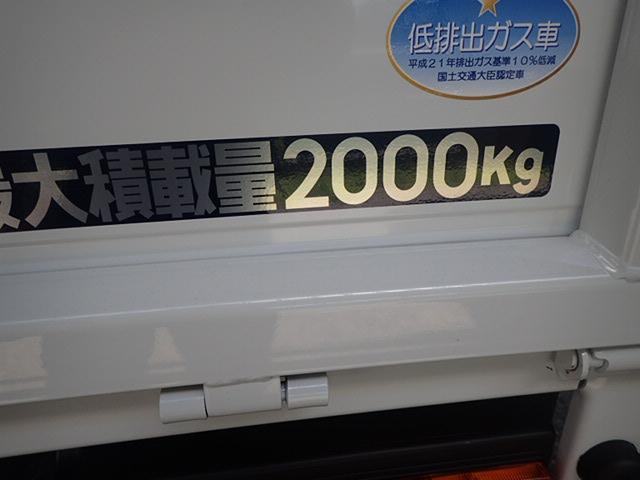 低排出ガス車
平成21年排出ガス基準10%低減
国土交通大臣認定車
最大積載量2000Kg